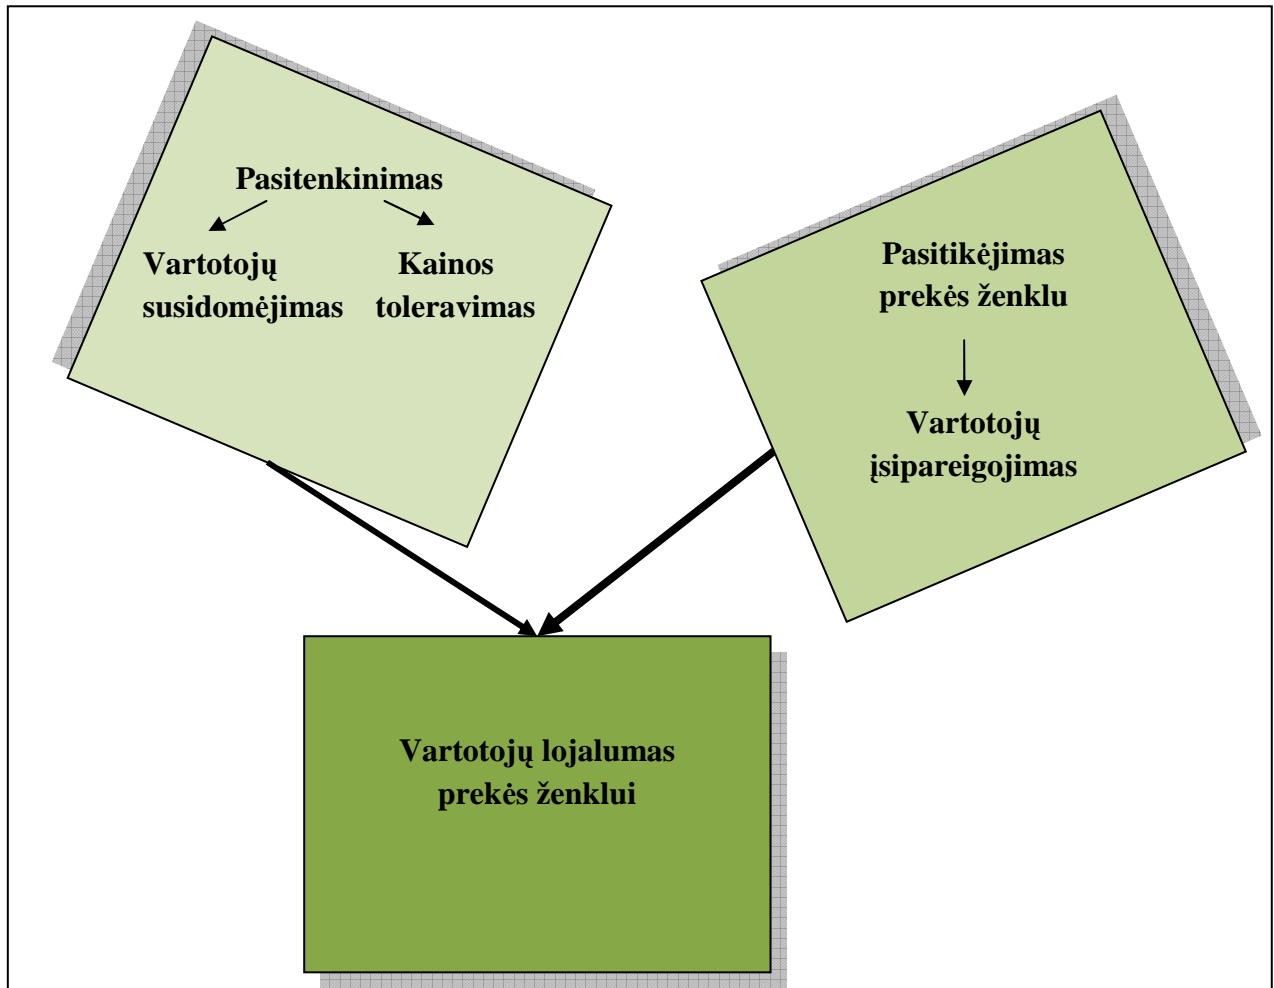 Pasitenkinimas
Vartotojų
susidomėjimas
Kainos
toleravimas
Pasitikėjimas
prekės ženklu
Vartotojų
įsipareigojimas
Vartotojų lojalumas
prekės ženklui